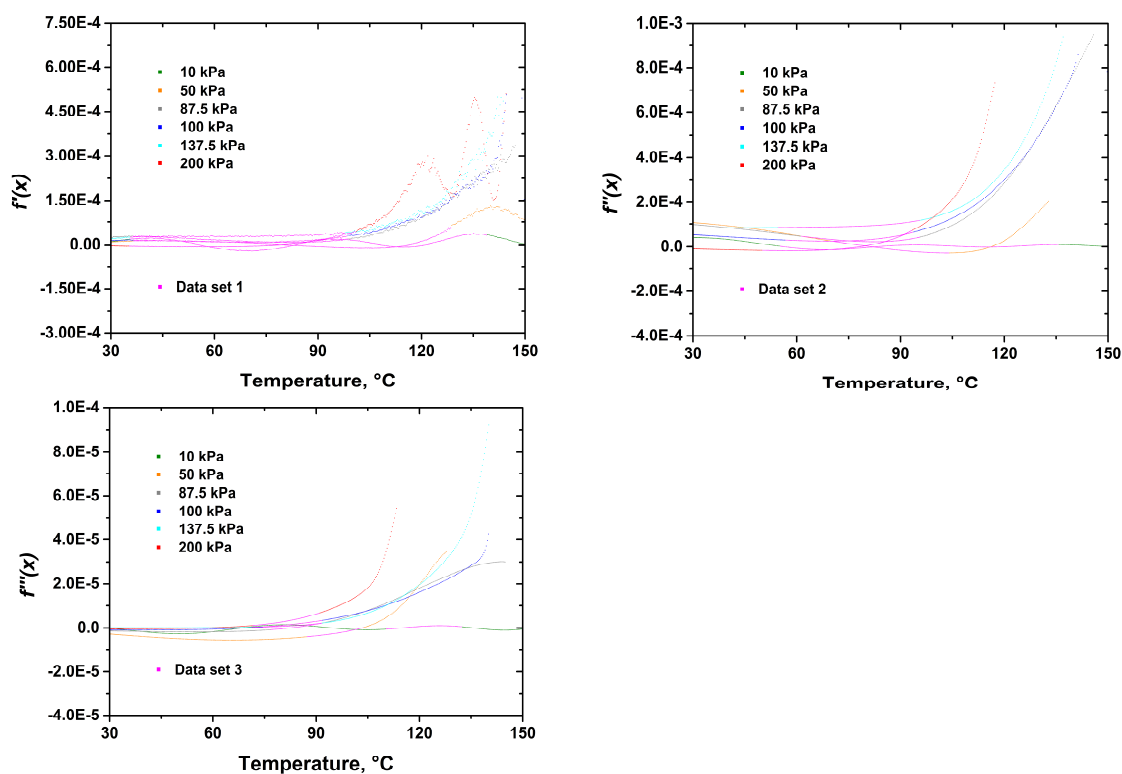 7.50E-4
6.00E-4
4.50E-4
3.00E-4
1.50E-4
0.00
-1.50E-4
-3.00E-4
f'(x)
10 kPa
50 kPa
87.5 kPa
100 kPa
137.5 kPa
200 kPa
Data set 1
30 60 90 120 150
Temperature, °C
1.0E-3
8.0E-4
6.0E-4
4.0E-4
2.0E-4
0.0
-2.0E-4
-4.0E-4
f''(x)
10 kPa
50 kPa
87.5 kPa
100 kPa
137.5 kPa
200 kPa
Data set 2
30 60 90 120 150
Temperature, °C
1.0E-4
8.0E-5
6.0E-5
4.0E-5
2.0E-5
0.0
-2.0E-5
-4.0E-5
f'''(x)
10 kPa
50 kPa
87.5 kPa
100 kPa
137.5 kPa
200 kPa
Data set 3
30 60 90 120 150
Temperature, °C